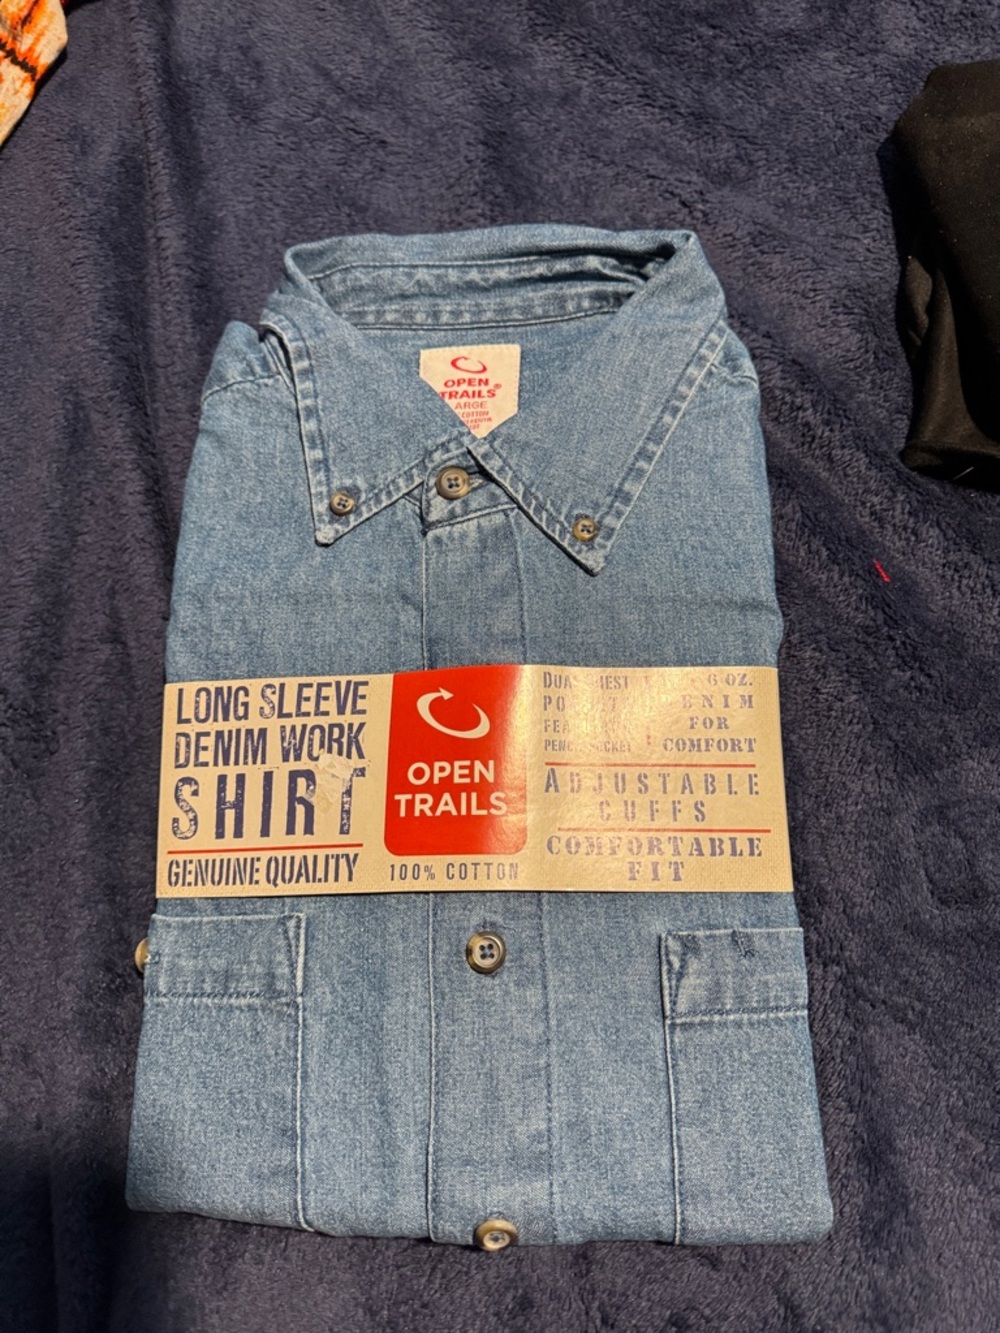 OPEN
TRAILS®
ARGE
COTTON
LONG SLEEVE
DENIM WORK
SHIRT
GENUINE QUALITY
OPEN
TRAILS
100% COTTON
6 OZ.
FOR
COMFORT
ADJUSTABLE
CUFFS
COMFORTABLE
FIT